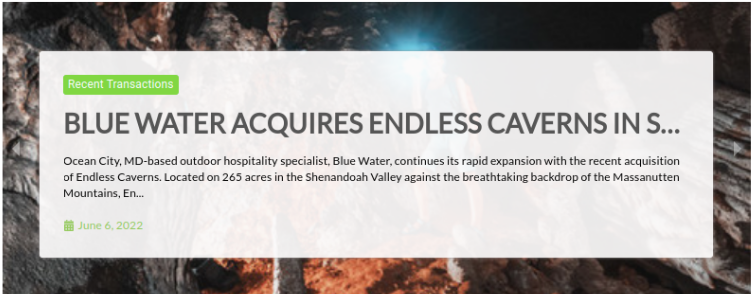 Recent Transactions
BLUE WATER ACQUIRES ENDLESS CAVERNS IN S...
Ocean City, MD-based outdoor hospitality specialist, Blue Water, continues its rapid expansion with the recent acquisition
of Endless Caverns. Located on 265 acres in the Shenandoah Valley against the breathtaking backdrop of the Massanutten
Mountains, En...
June 6, 2022